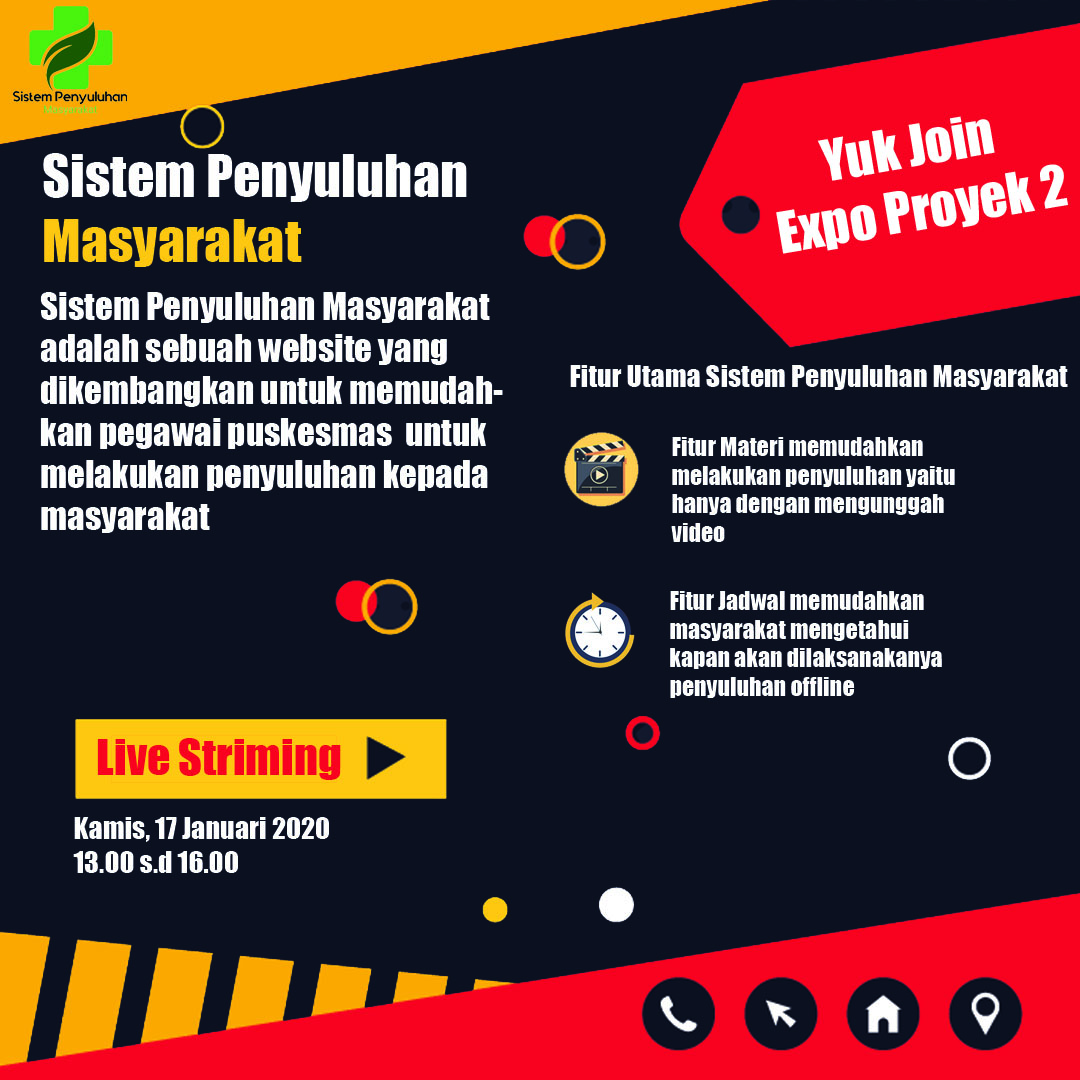 Sistem Penyuluhan
Yuk Join
Expo Proyek 2
Sistem Penyuluhan
Masyarakat
Sistem Penyuluhan Masyarakat
adalah sebuah website yang
dikembangkan untuk memudah-
kan pegawai puskesmas untuk
melakukan penyuluhan kepada
masyarakat
Fitur Utama Sistem Penyuluhan Masyarakat
Fitur Materi memudahkan
melakukan penyuluhan yaitu
hanya dengan mengunggah
video
Fitur Jadwal memudahkan
masyarakat mengetahui
kapan akan dilaksanakanya
penyuluhan offline
Live Striming
Kamis, 17 Januari 2020
13.00 s.d 16.00